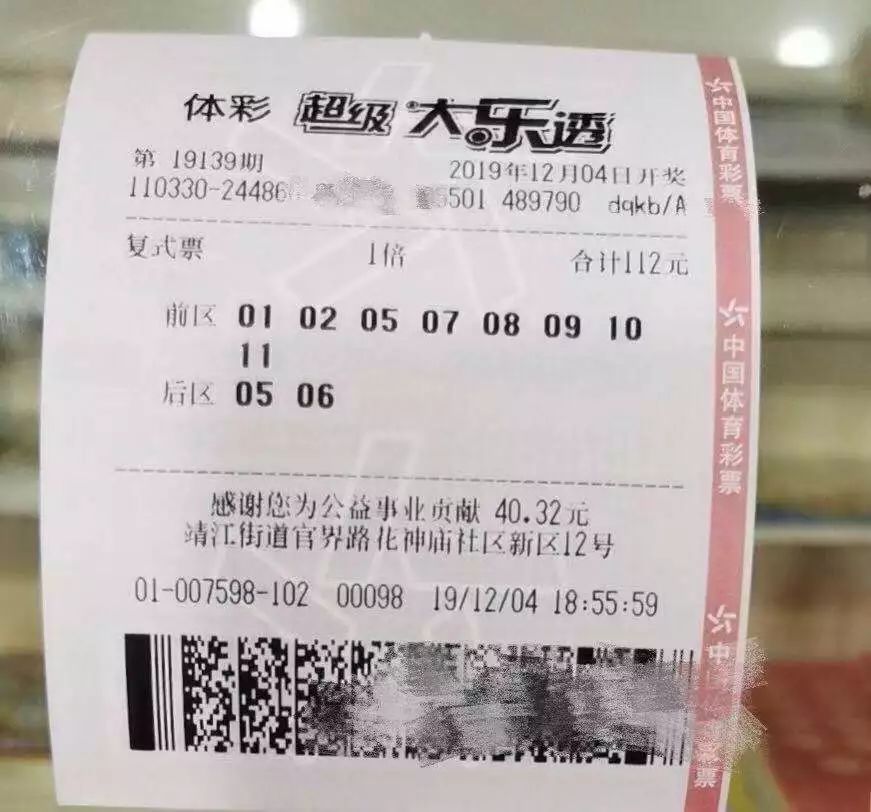 体彩 超级大乐透
第 19139期 2019年12月04日开奖
110330-24486 5501 489790 dqkb/A
复式票 1倍 合计112元
前区 01 02 05 07 08 09 10
11
后区 05 06
感谢您为公益事业贡献 40.32元
靖江街道官界路花神庙社区新区12号
01-007598-102 00098 19/12/04 18:55:59
中国体育彩票
中国体育彩票
中 彩票